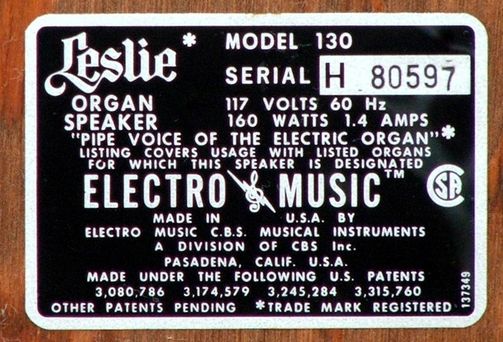 Leslie* MODEL 130
SERIAL H 80597
ORGAN 117 VOLTS 60 Hz
SPEAKER 160 WATTS 1.4 AMPS
"PIPE VOICE OF THE ELECTRIC ORGAN"*
LISTING COVERS USAGE WITH LISTED ORGANS
FOR WHICH THIS SPEAKER IS DESIGNATED
ELECTRO MUSIC™
CSA
MADE IN U.S.A. BY
ELECTRO MUSIC C.B.S. MUSICAL INSTRUMENTS
A DIVISION OF CBS Inc.
PASADENA, CALIF. U.S.A.
MADE UNDER THE FOLLOWING U.S. PATENTS
3,080,786 3,174,579 3,245,284 3,315,760
OTHER PATENTS PENDING *TRADE MARK REGISTERED
137349